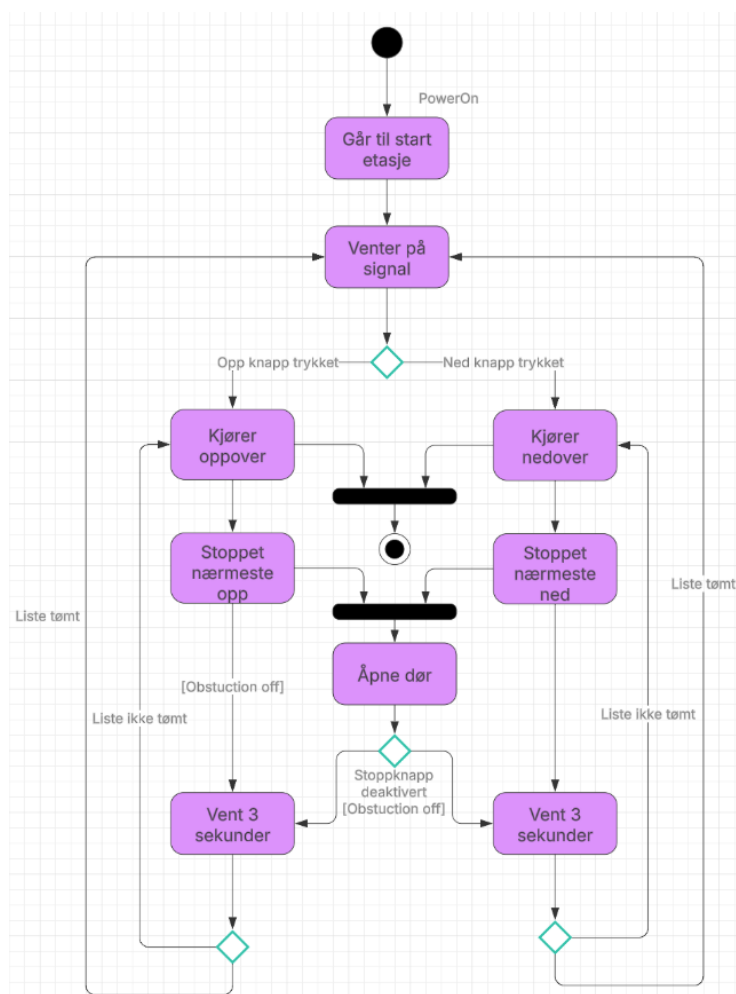 PowerOn
Går til start
etasje
Venter på
signal
Opp knapp trykket
Ned knapp trykket
Kjører
oppover
Kjører
nedover
Stoppet
nærmeste
opp
Stoppet
nærmeste
ned
Liste tømt
Liste tømt
Åpne dør
[Obstuction off]
Liste ikke tømt
Liste ikke tømt
Stoppknapp
deaktivert
[Obstuction off]
Vent 3
sekunder
Vent 3
sekunder